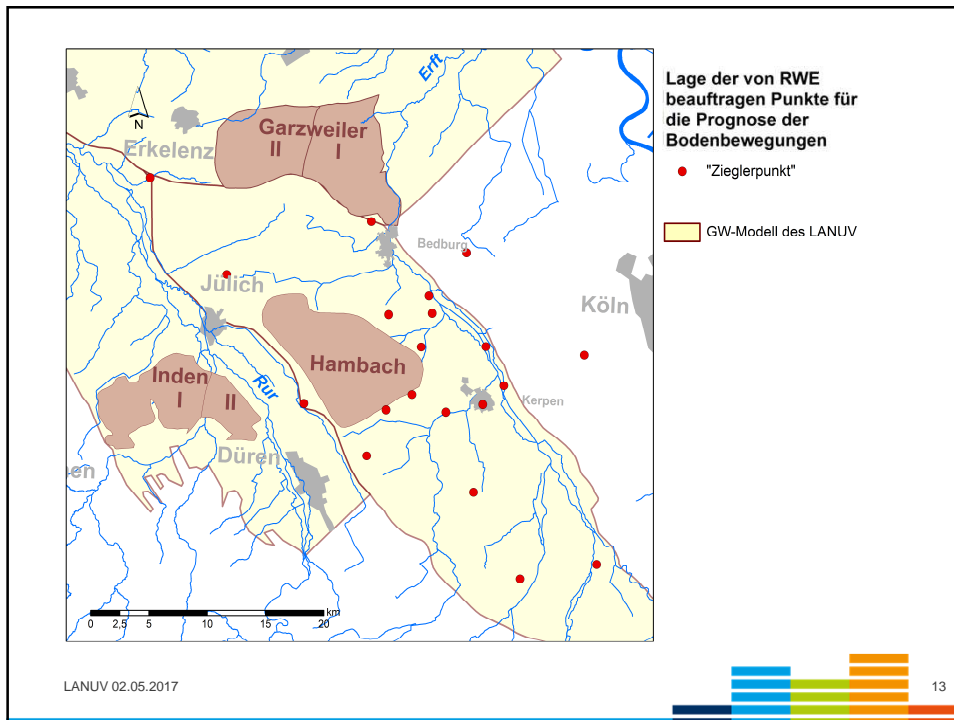 Lage der von RWE
beauftragen Punkte für
die Prognose der
Bodenbewegungen
"Zieglerpunkt"
GW-Modell des LANUV
Erft
N
Erkelenz
Garzweiler
II I
Bedburg
Jülich
Köln
Hambach
Inden
I II
Rur
Kerpen
Düren
en
km
0 2,5 5 10 15 20
LANUV 02.05.2017
13